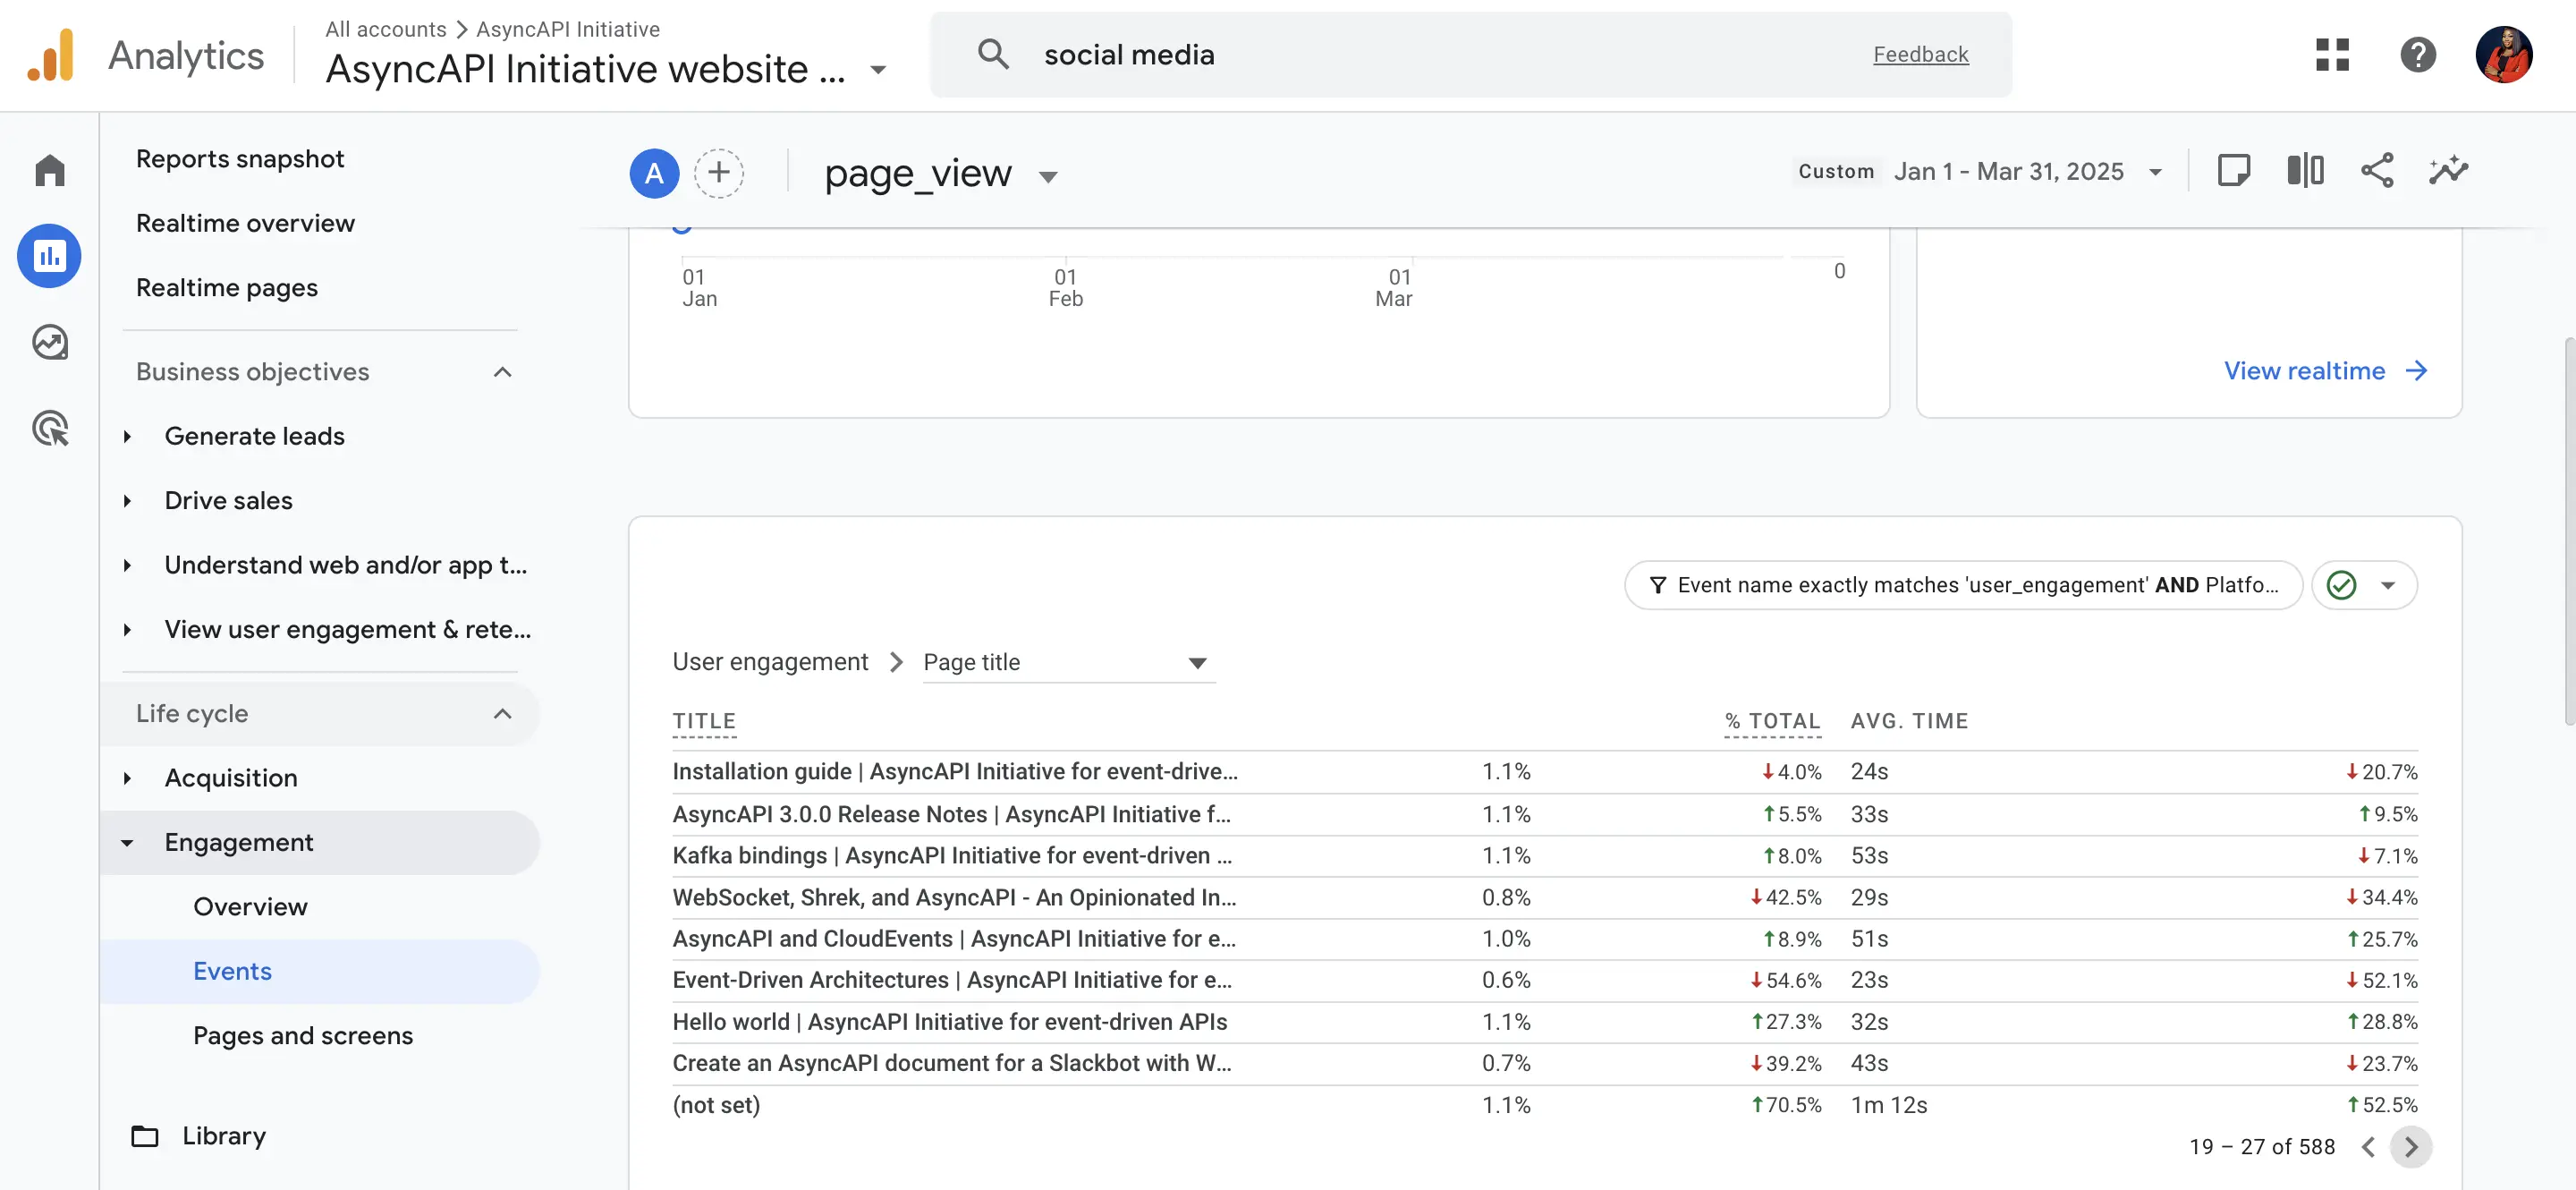 Analytics
All accounts > AsyncAPI Initiative
AsyncAPI Initiative website ...
social media
Feedback
Reports snapshot
Realtime overview
Realtime pages
Business objectives
Generate leads
Drive sales
Understand web and/or app t...
View user engagement & rete...
Life cycle
Acquisition
Engagement
Overview
Events
Pages and screens
Library
A
page_view
Custom Jan 1 - Mar 31, 2025
01 01 01 0
Jan Feb Mar
View realtime
Event name exactly matches 'user_engagement' AND Platfo...
User engagement > Page title
TITLE % TOTAL AVG. TIME
Installation guide | AsyncAPI Initiative for event-drive... 1.1% ↓4.0% 24s ↓20.7%
AsyncAPI 3.0.0 Release Notes | AsyncAPI Initiative f... 1.1% ↑5.5% 33s ↑9.5%
Kafka bindings | AsyncAPI Initiative for event-driven ... 1.1% ↑8.0% 53s ↓7.1%
WebSocket, Shrek, and AsyncAPI - An Opinionated In... 0.8% ↓42.5% 29s ↓34.4%
AsyncAPI and CloudEvents | AsyncAPI Initiative for e... 1.0% ↑8.9% 51s ↑25.7%
Event-Driven Architectures | AsyncAPI Initiative for e... 0.6% ↓54.6% 23s ↓52.1%
Hello world | AsyncAPI Initiative for event-driven APIs 1.1% ↑27.3% 32s ↑28.8%
Create an AsyncAPI document for a Slackbot with W... 0.7% ↓39.2% 43s ↓23.7%
(not set) 1.1% ↑70.5% 1m 12s ↑52.5%
19 – 27 of 588